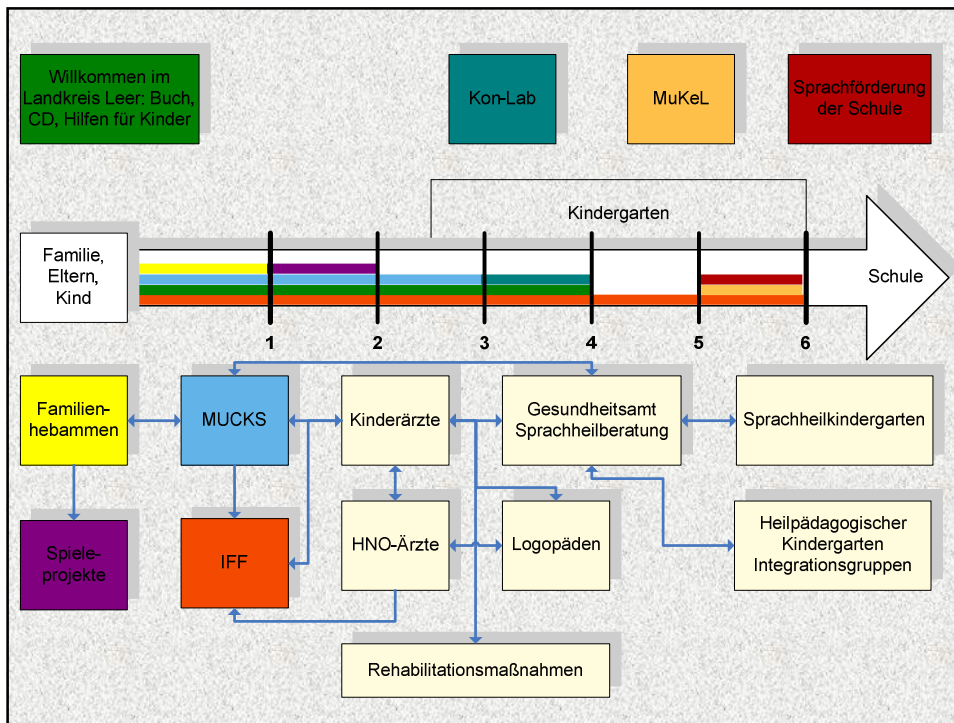 Willkommen im
Landkreis Leer: Buch,
CD, Hilfen für Kinder
Kon-Lab
MuKeL
Sprachförderung
der Schule
Kindergarten
Familie,
Eltern,
Kind
Schule
1
2
3
4
5
6
Familien-
hebammen
MUCKS
Kinderärzte
Gesundheitsamt
Sprachheilberatung
Sprachheilkindergarten
Spiele-
projekte
IFF
HNO-Ärzte
Logopäden
Heilpädagogischer
Kindergarten
Integrationsgruppen
Rehabilitationsmaßnahmen